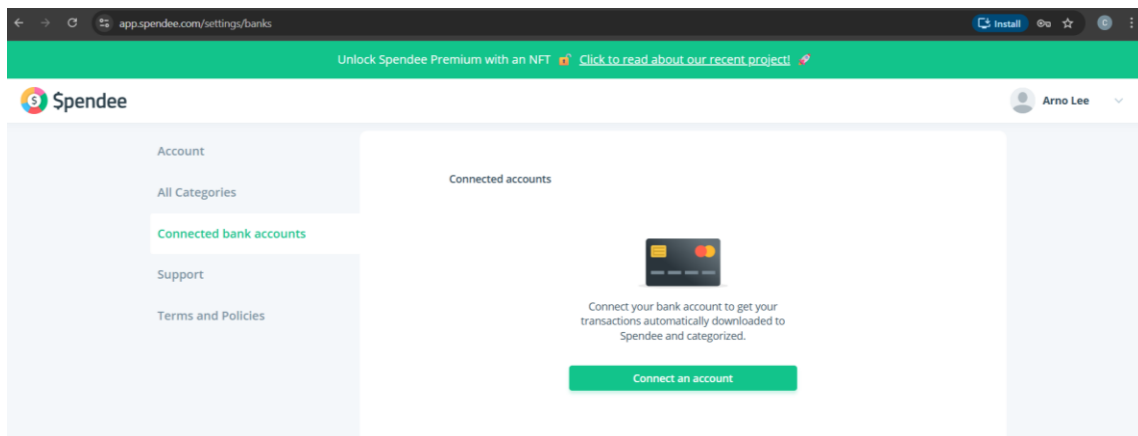 app.spendee.com/settings/banks
Install
C
Unlock Spendee Premium with an NFT 🔓 Click to read about our recent project! 🚀
Spendee
Arno Lee
Account
All Categories
Connected bank accounts
Support
Terms and Policies
Connected accounts
Connect your bank account to get your
transactions automatically downloaded to
Spendee and categorized.
Connect an account